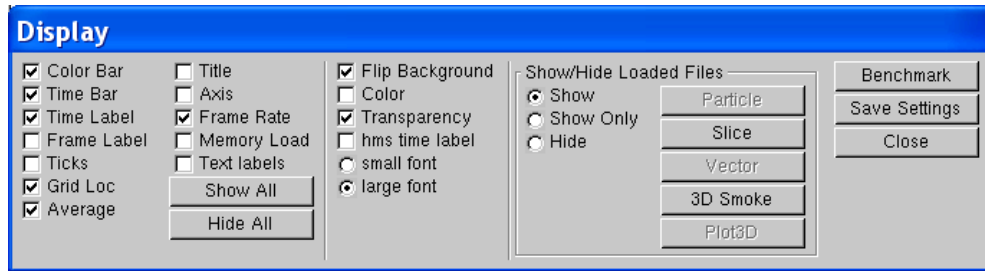 Display
Color Bar
Time Bar
Time Label
Frame Label
Ticks
Grid Loc
Average
Title
Axis
Frame Rate
Memory Load
Text labels
Show All
Hide All
Flip Background
Color
Transparency
hms time label
small font
large font
Show/Hide Loaded Files
Show
Show Only
Hide
Particle
Slice
Vector
3D Smoke
Plot3D
Benchmark
Save Settings
Close